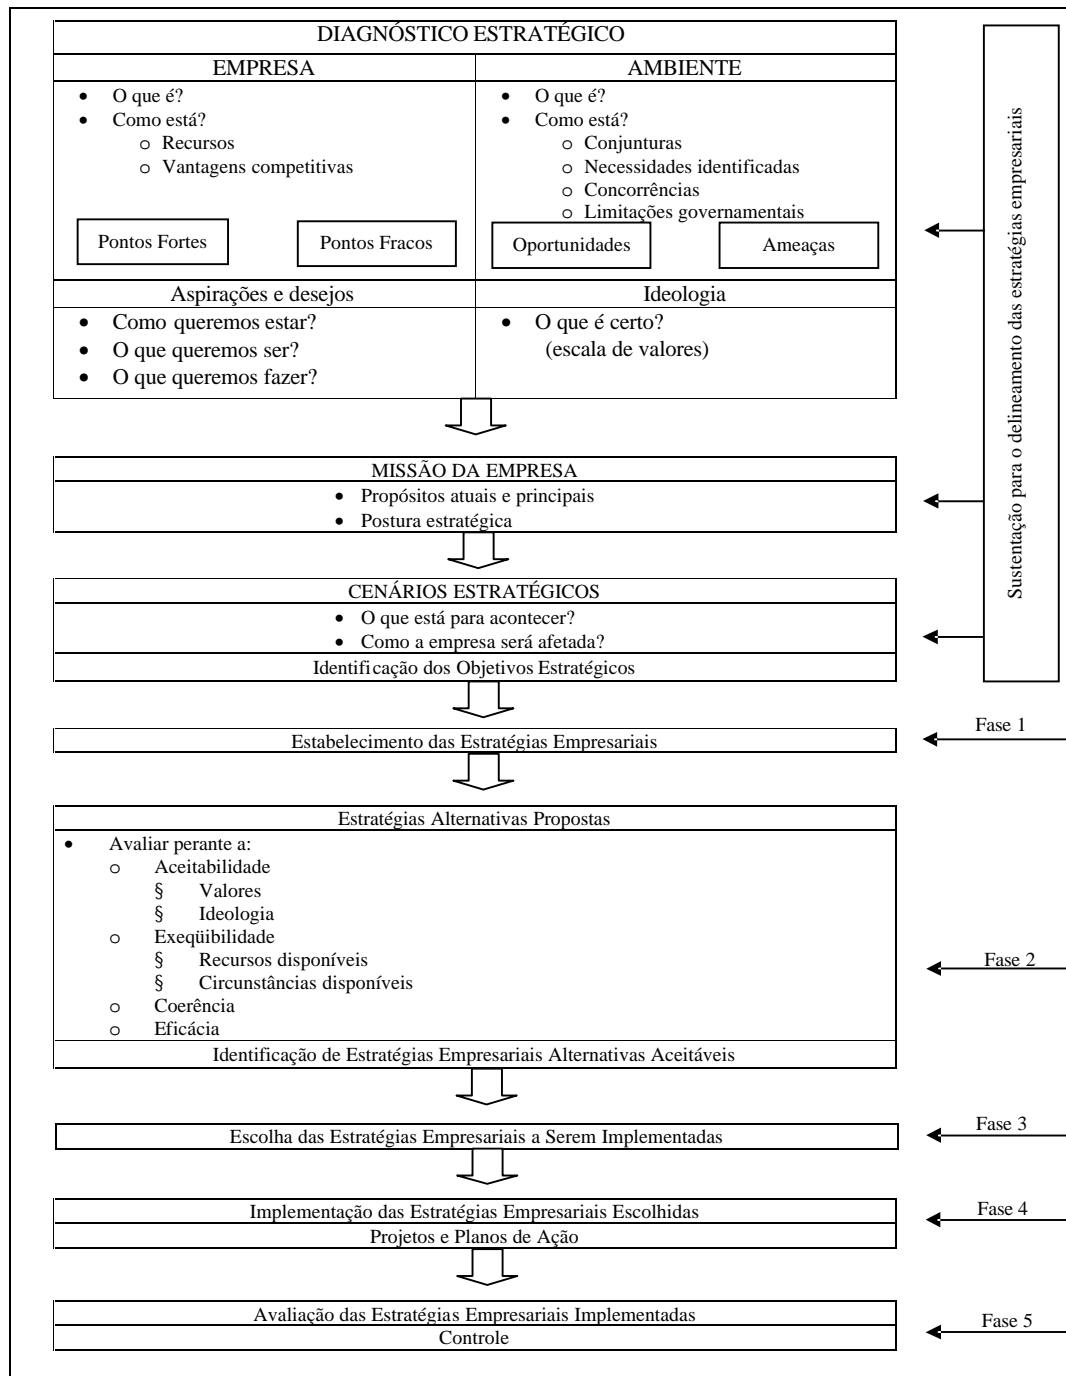 DIAGNÓSTICO ESTRATÉGICO
EMPRESA
• O que é?
• Como está?
o Recursos
o Vantagens competitivas
Pontos Fortes
Pontos Fracos
AMBIENTE
• O que é?
• Como está?
o Conjunturas
o Necessidades identificadas
o Concorrências
o Limitações governamentais
Oportunidades
Ameaças
Aspirações e desejos
• Como queremos estar?
• O que queremos ser?
• O que queremos fazer?
Ideologia
• O que é certo?
(escala de valores)
MISSÃO DA EMPRESA
• Propósitos atuais e principais
• Postura estratégica
CENÁRIOS ESTRATÉGICOS
• O que está para acontecer?
• Como a empresa será afetada?
Identificação dos Objetivos Estratégicos
Sustentação para o delineamento das estratégias empresariais
Estabelecimento das Estratégias Empresariais
Fase 1
Estratégias Alternativas Propostas
• Avaliar perante a:
o Aceitabilidade
§ Valores
§ Ideologia
o Exeqüibilidade
§ Recursos disponíveis
§ Circunstâncias disponíveis
o Coerência
o Eficácia
Identificação de Estratégias Empresariais Alternativas Aceitáveis
Fase 2
Escolha das Estratégias Empresariais a Serem Implementadas
Fase 3
Implementação das Estratégias Empresariais Escolhidas
Projetos e Planos de Ação
Fase 4
Avaliação das Estratégias Empresariais Implementadas
Controle
Fase 5